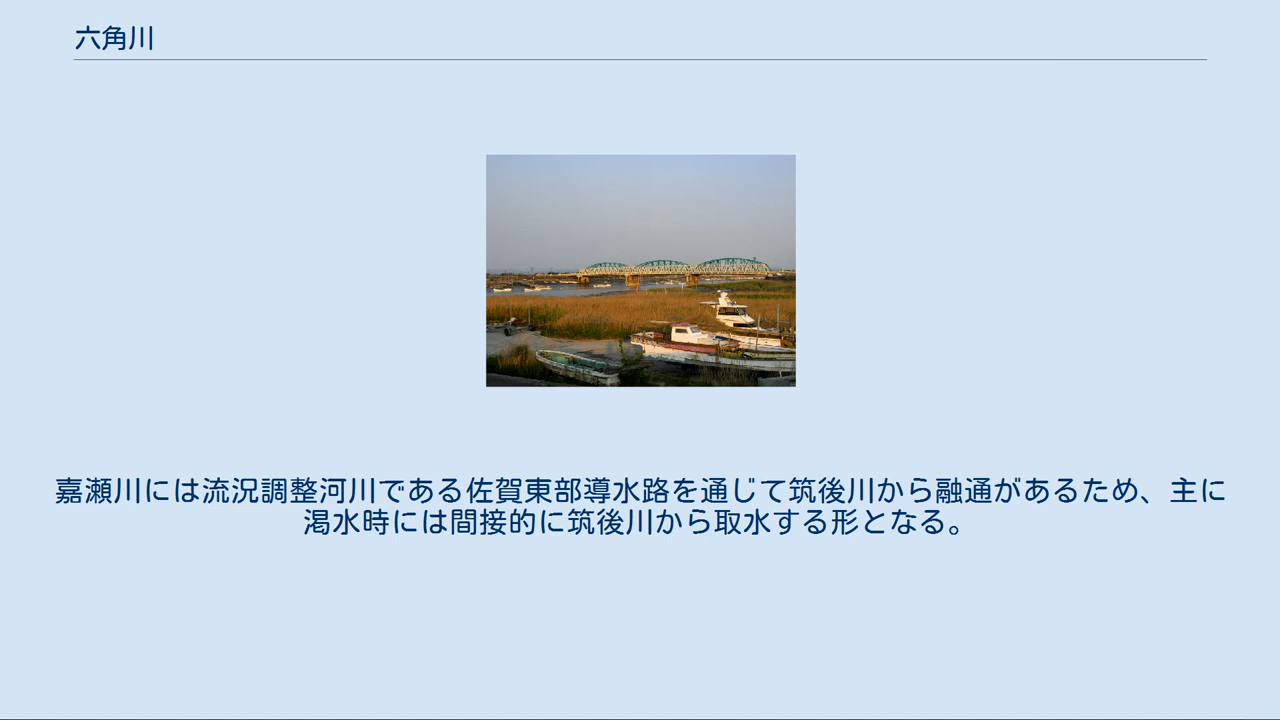 六角川
嘉瀬川には流況調整河川である佐賀東部導水路を通じて筑後川から融通があるため、主に
渇水時には間接的に筑後川から取水する形となる。